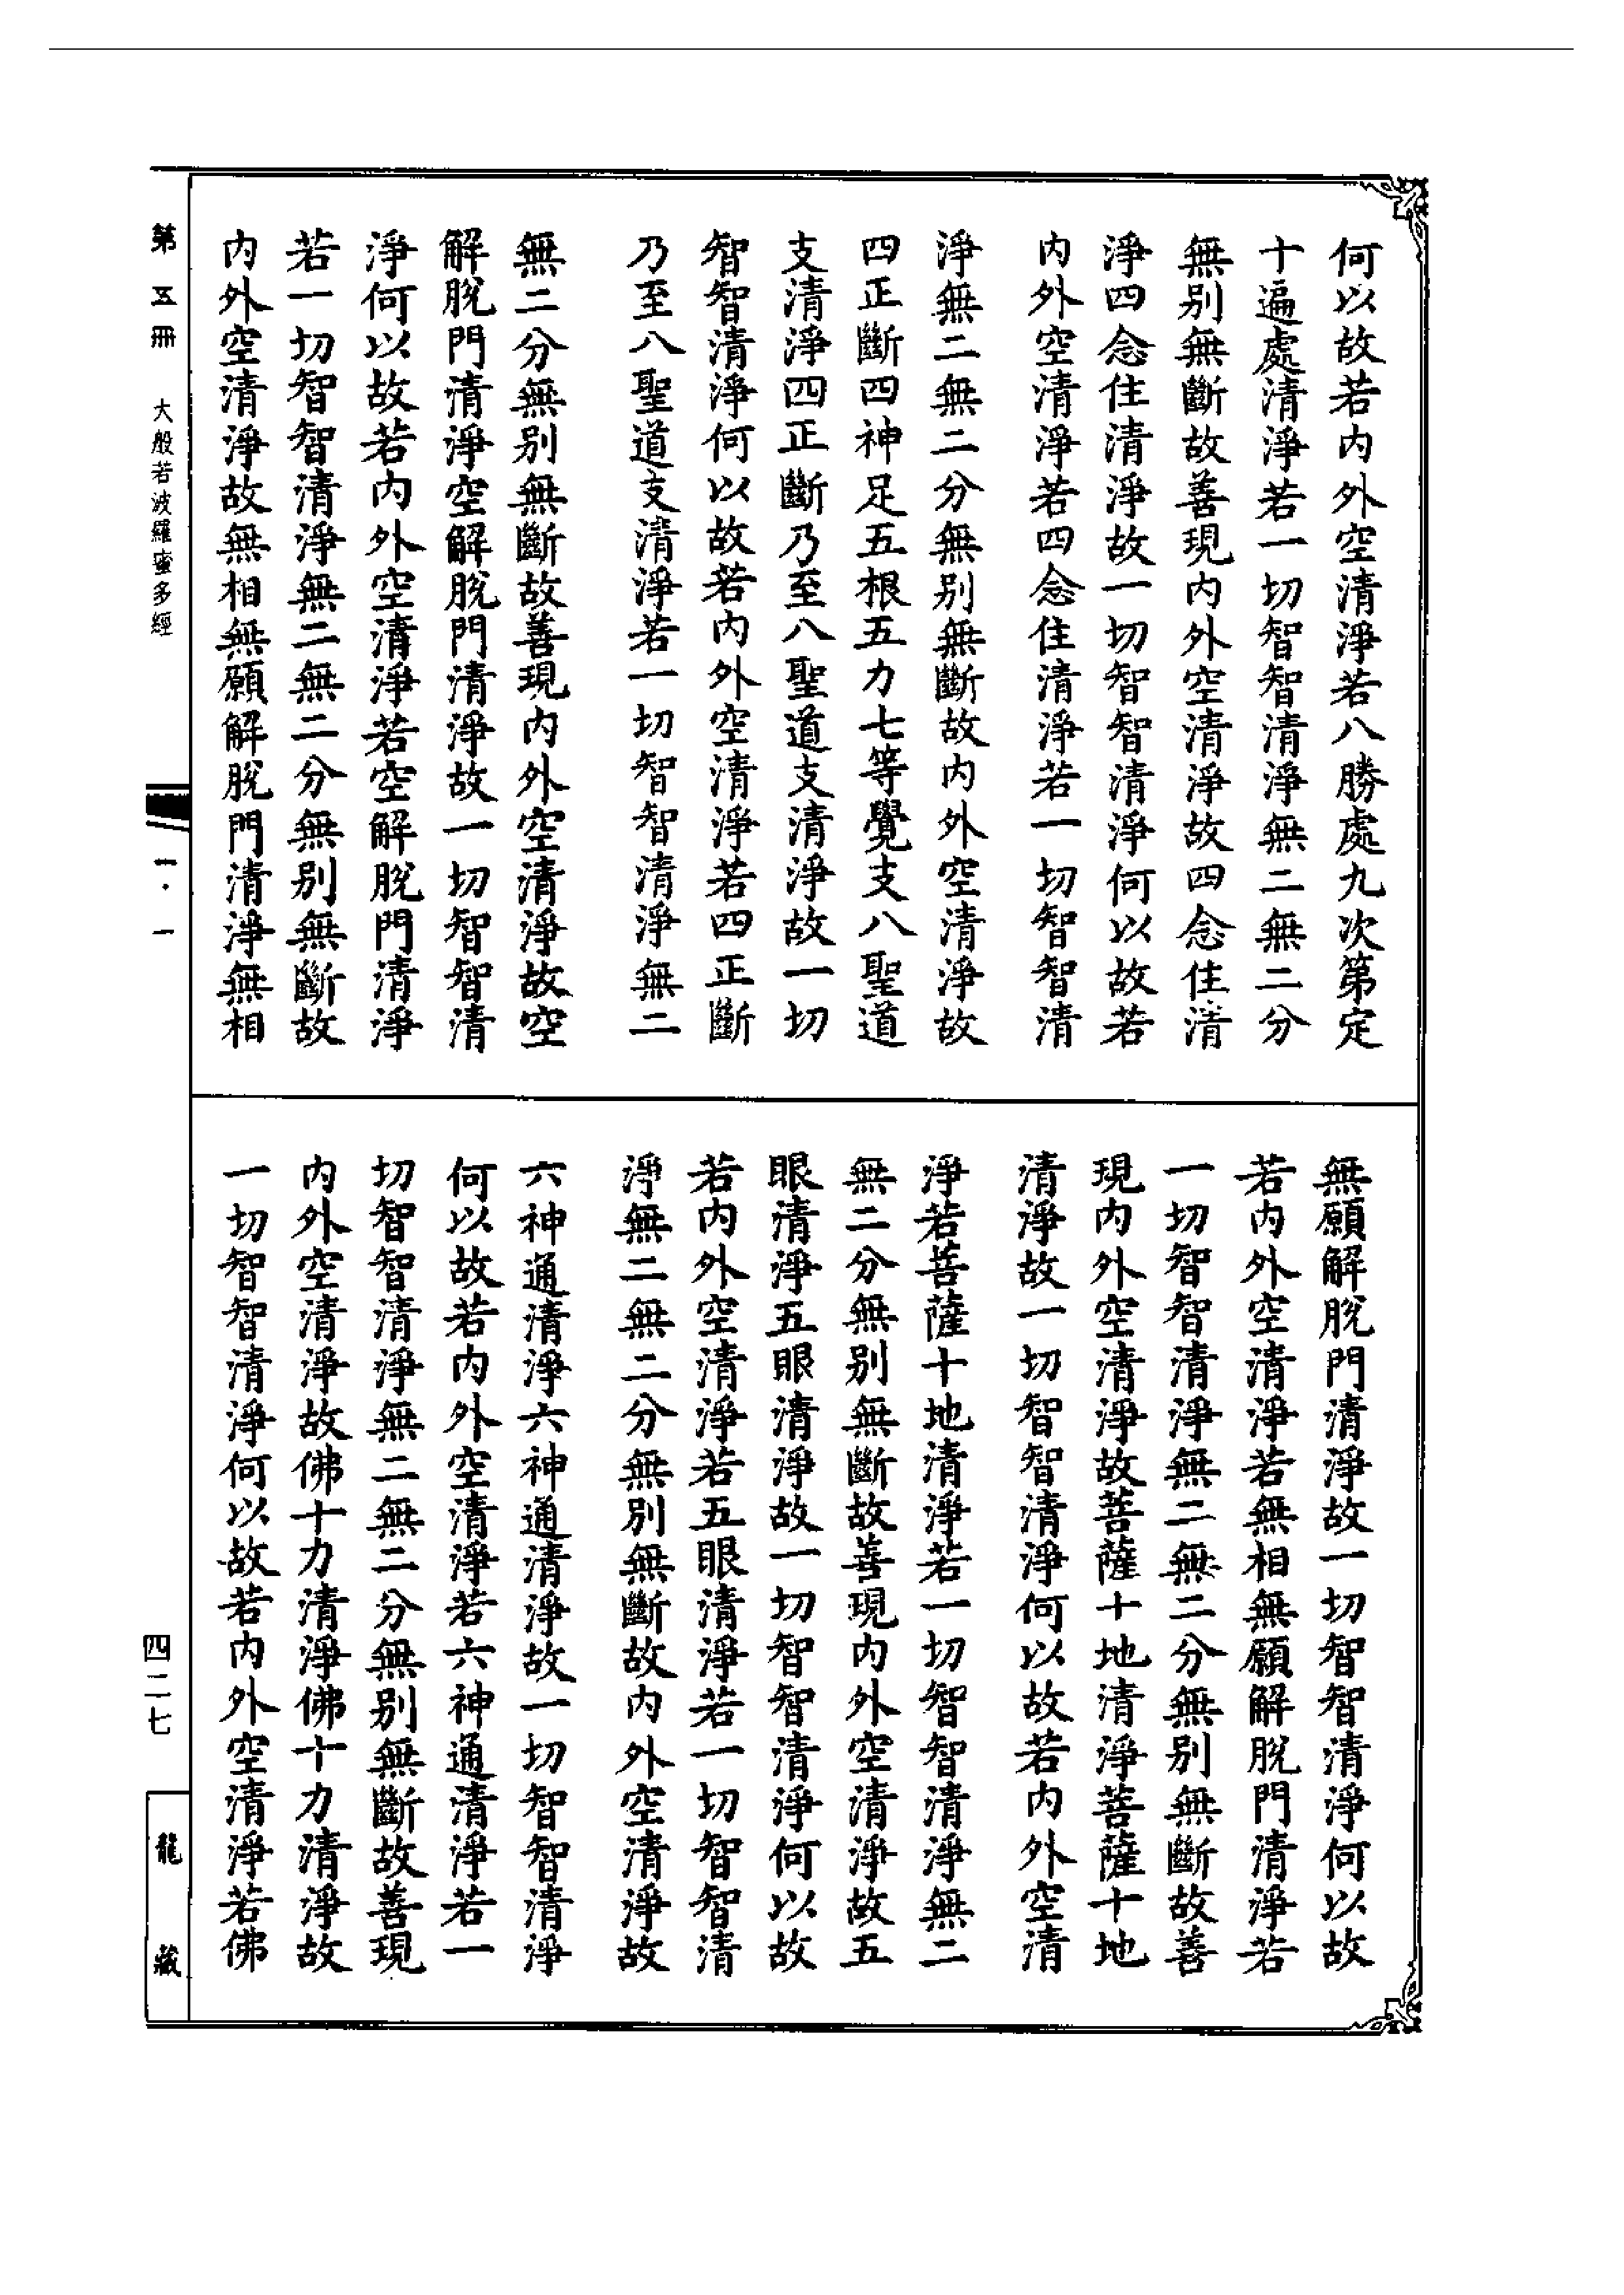 何以故若內外空清淨若八勝處九次第定
十遍處清淨若一切智智清淨無二無二分
無別無斷故善現內外空清淨故四念住清
淨四念住清淨故一切智智清淨何以故若
內外空清淨若四念住清淨若一切智智清
淨無二無二分無別無斷故內外空清淨故
四正斷四神足五根五力七等覺支八聖道
支清淨四正斷乃至八聖道支清淨故一切
智智清淨何以故若內外空清淨若四正斷
乃至八聖道支清淨若一切智智清淨無二
無二分無別無斷故善現內外空清淨故空
解脫門清淨空解脫門清淨故一切智智清
淨何以故若內外空清淨若空解脫門清淨
若一切智智清淨無二無二分無別無斷故
內外空清淨故無相無願解脫門清淨無相
無願解脫門清淨故一切智智清淨何以故
若內外空清淨若無相無願解脫門清淨若
一切智智清淨無二無二分無別無斷故善
現內外空清淨故菩薩十地清淨菩薩十地
清淨故一切智智清淨何以故若內外空清
淨若菩薩十地清淨若一切智智清淨無二
無二分無別無斷故善現內外空清淨故五
眼清淨五眼清淨故一切智智清淨何以故
若內外空清淨若五眼清淨若一切智智清
淨無二無二分無別無斷故內外空清淨故
六神通清淨六神通清淨故一切智智清淨
何以故若內外空清淨若六神通清淨若一
切智智清淨無二無二分無別無斷故善現
內外空清淨故佛十力清淨佛十力清淨故
一切智智清淨何以故若內外空清淨若佛
第五冊 大般若波羅蜜多經
四二七
龍藏